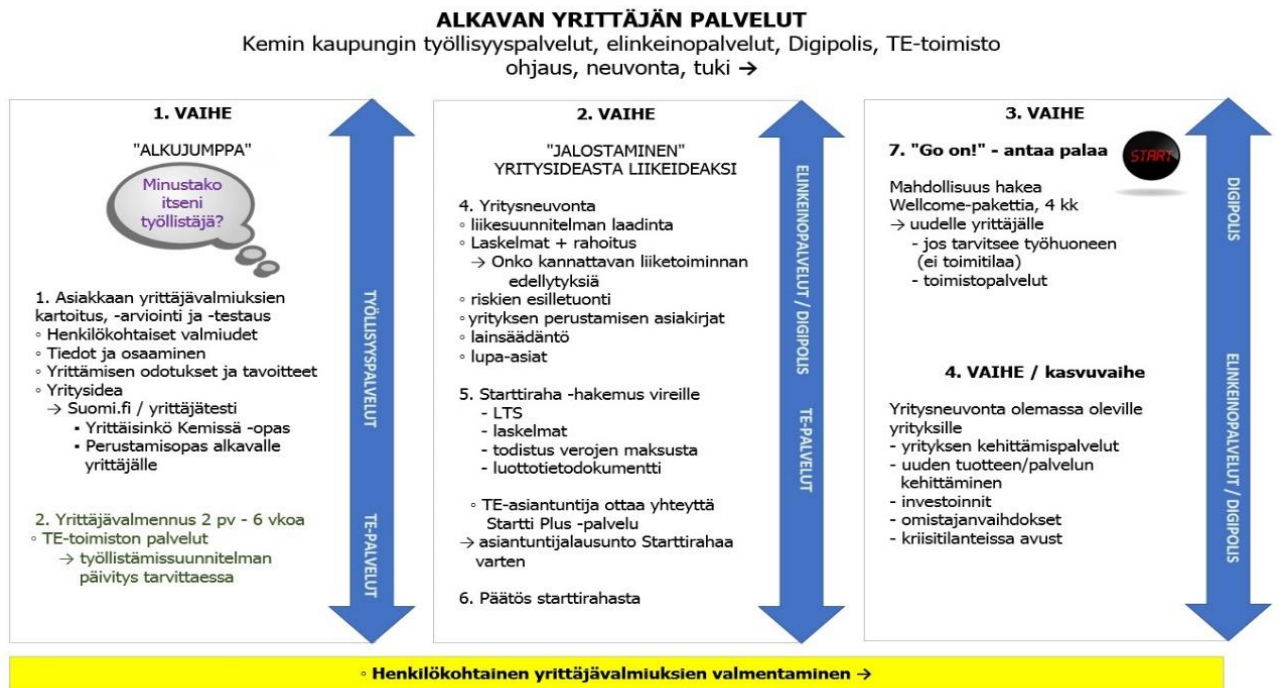 ALKAVAN YRITTÄJÄN PALVELUT
Kemin kaupungin työllisyyspalvelut, elinkeinopalvelut, Digipolis, TE-toimisto
ohjaus, neuvonta, tuki →
1. VAIHE
"ALKUJUMPPA"
Minustako
itseni
työllistäjä?
1. Asiakkaan yrittäjävalmiuksien
kartoitus, -arviointi ja -testaus,
◦ Henkilökohtaiset valmiudet
◦ Tiedot ja osaaminen
◦ Yrittämisen odotukset ja tavoitteet
◦ Yritysidea
→ Suomi.fi / yrittäjätesti
▪ Yrittäisinkö Kemissä -opas
▪ Perustamisopas alkavalle
yrittäjälle
2. Yrittäjävalmennus 2 pv - 6 vkoa
◦ TE-toimiston palvelut
→ työllistämissuunnitelman
päivitys tarvittaessa
TYÖLLISYYSPALVELUT
TE-PALVELUT
2. VAIHE
"JALOSTAMINEN"
YRITYSIDEASTA LIIKEIDEAKSI
4. Yritysneuvonta
◦ liikesuunnitelman laadinta
◦ Laskelmat + rahoitus
→ Onko kannattavan liiketoiminnan
edellytyksiä
◦ riskien esilletuonti
◦ yrityksen perustamisen asiakirjat
◦ lainsäädäntö
◦ lupa-asiat
5. Starttiraha -hakemus vireille
- LTS
- laskelmat
- todistus verojen maksusta
- luottotietodokumentti
◦ TE-asiantuntija ottaa yhteyttä
Startti Plus -palvelu
→ asiantuntijalausunto Starttirahaa
varten
6. Päätös starttirahasta
ELINKEINOPALVELUT / DIGIPOLIS
TE-PALVELUT
3. VAIHE
7. "Go on!" - antaa palaa
START
Mahdollisuus hakea
Wellcome-pakettia, 4 kk
→ uudelle yrittäjälle
- jos tarvitsee työhuoneen
(ei toimitilaa)
- toimistopalvelut
4. VAIHE / kasvuvaihe
Yritysneuvonta olemassa oleville
yrityksille
- yrityksen kehittämispalvelut
- uuden tuotteen/palvelun
kehittäminen
- investoinnit
- omistajanvaihdokset
- kriisitilanteissa avust
DIGIPOLIS
ELINKEINOPALVELUT / DIGIPOLIS
◦ Henkilökohtainen yrittäjävalmiuksien valmentaminen →